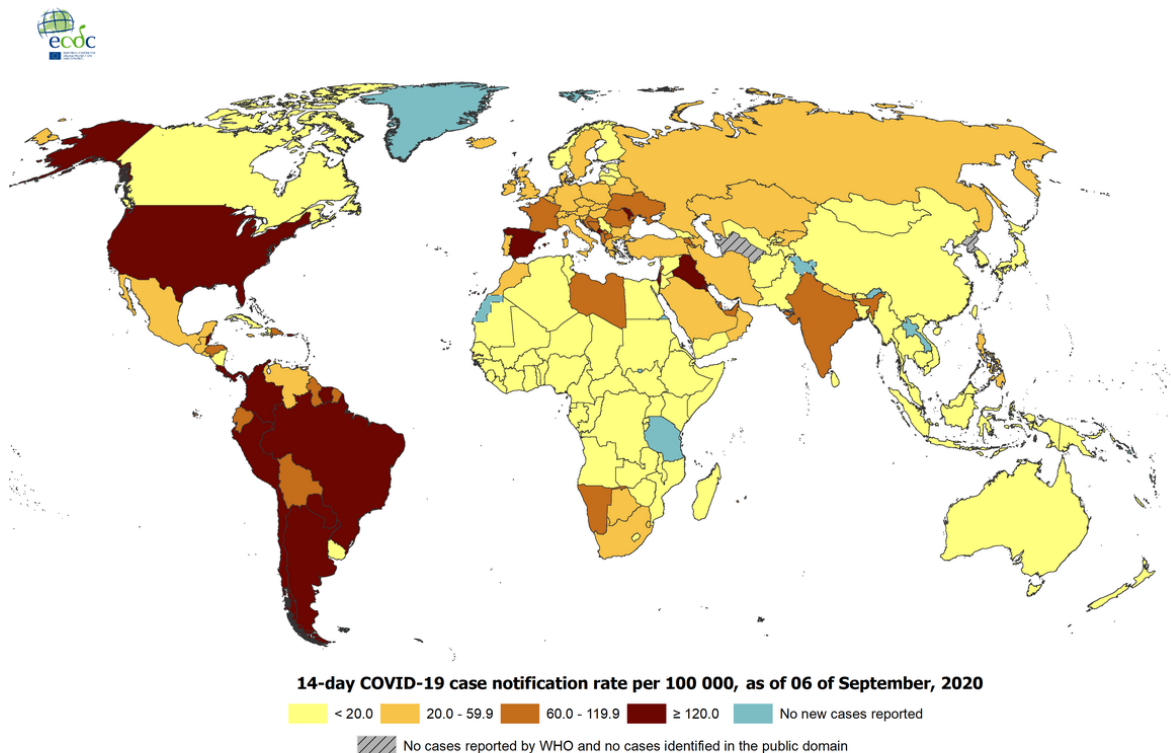 ecdc
14-day COVID-19 case notification rate per 100 000, as of 06 of September, 2020
< 20.0 20.0 - 59.9 60.0 - 119.9 ≥ 120.0 No new cases reported
No cases reported by WHO and no cases identified in the public domain